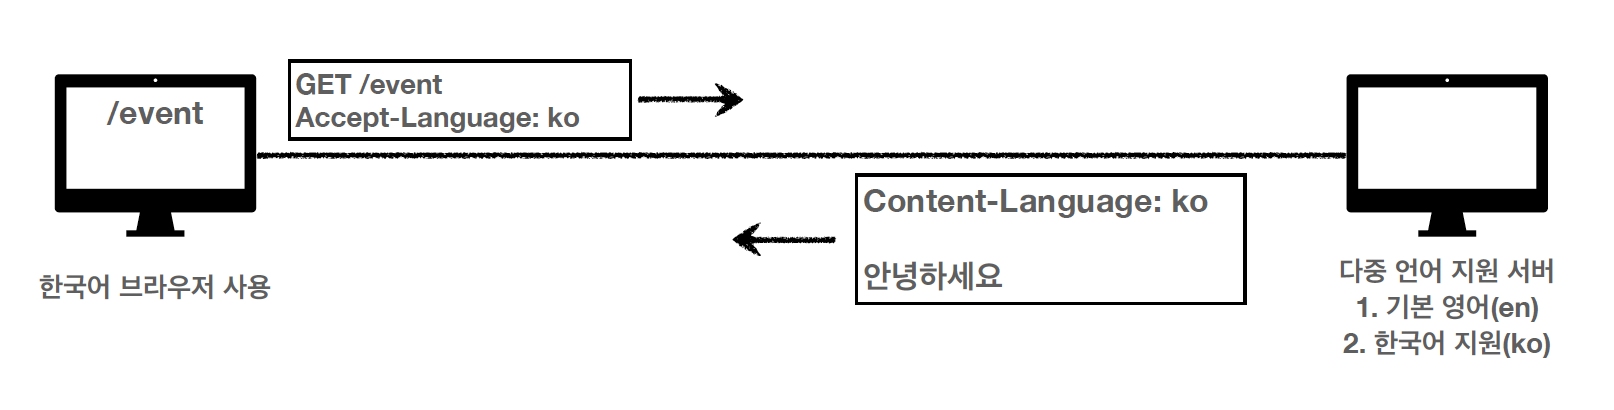 /event
한국어 브라우저 사용
GET /event
Accept-Language: ko
Content-Language: ko
안녕하세요
다중 언어 지원 서버
1. 기본 영어(en)
2. 한국어 지원(ko)